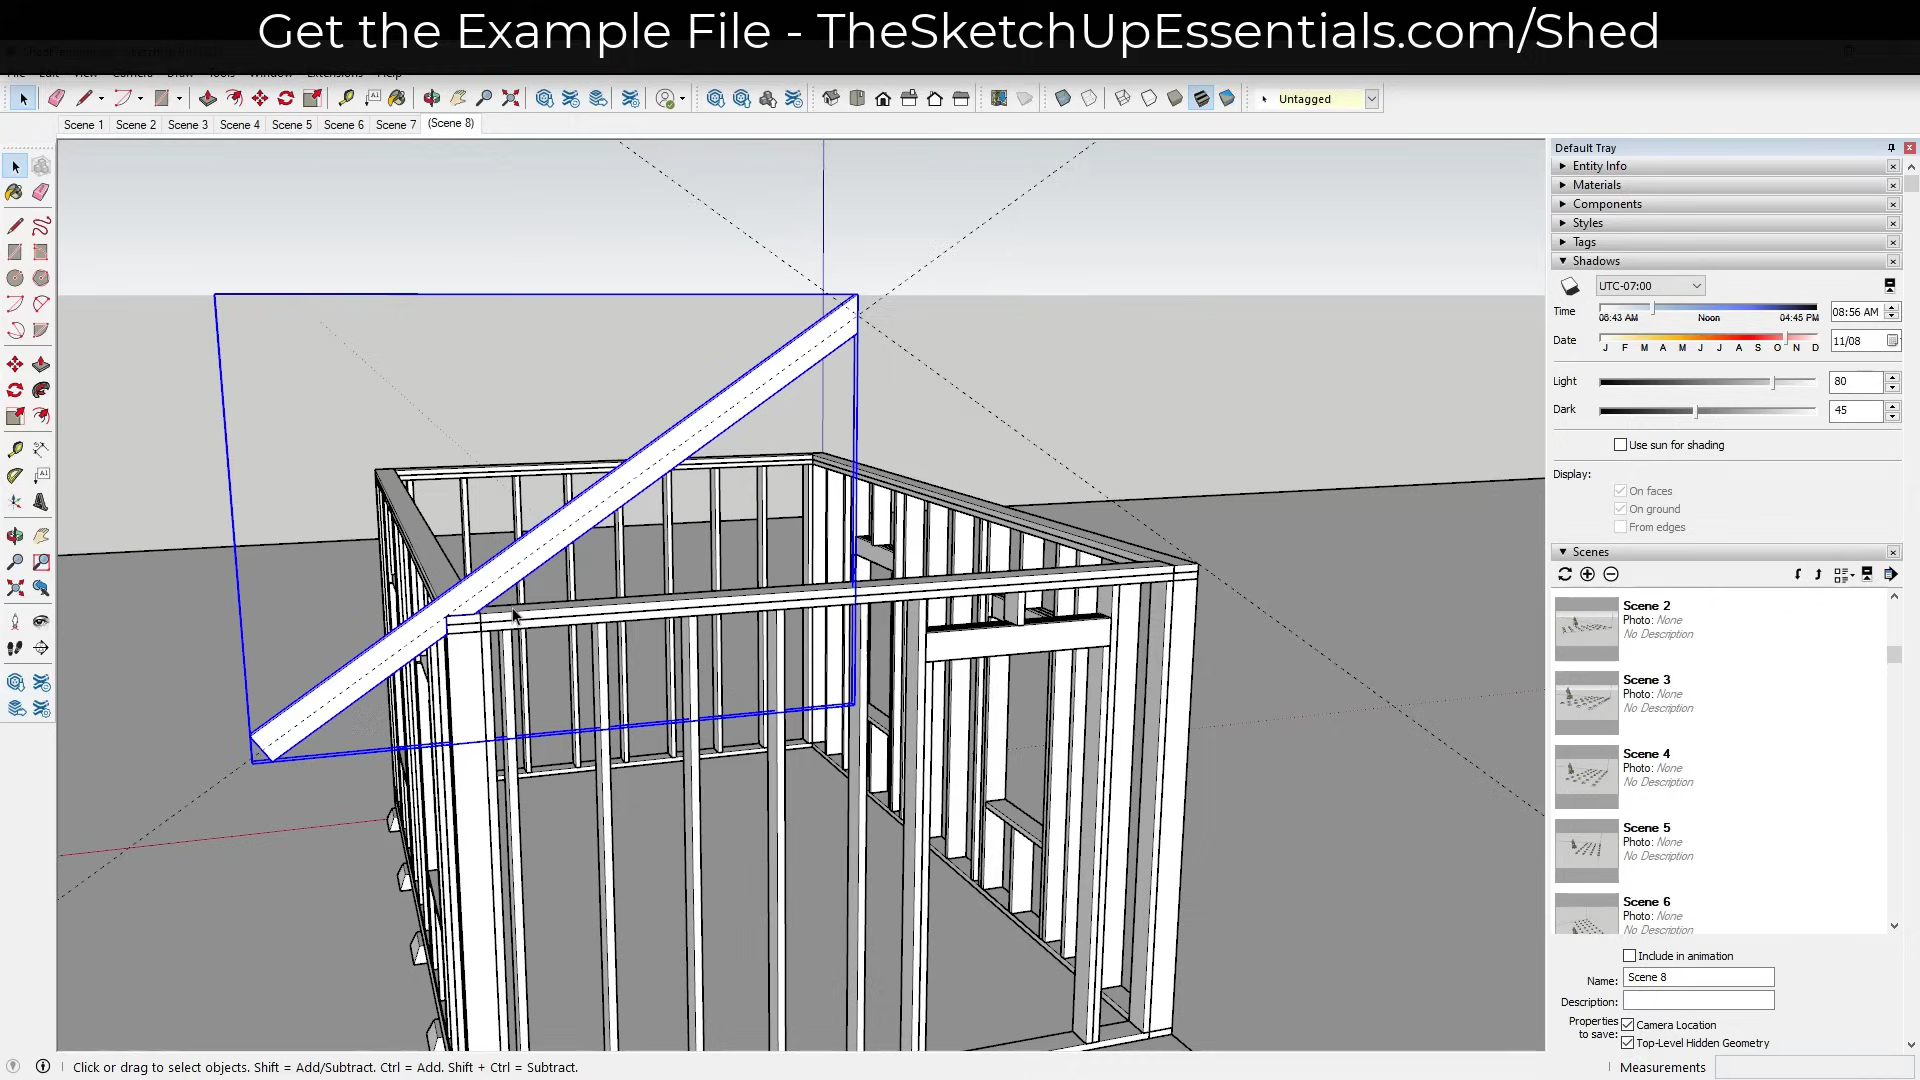 Get the Example File - TheSketchUpEssentials.com/Shed
Untagged
Scene 1 Scene 2 Scene 3 Scene 4 Scene 5 Scene 6 Scene 7 (Scene 8)
Default Tray
Entity Info
Materials
Components
Styles
Tags
Shadows
UTC-07:00
Time 06:43 AM Noon 04:45 PM 08:56 AM
Date J F M A M J J A S O N D 11/08
Light 80
Dark 45
Use sun for shading
Display:
On faces
On ground
From edges
Scenes
Scene 2
Photo: None
No Description
Scene 3
Photo: None
No Description
Scene 4
Photo: None
No Description
Scene 5
Photo: None
No Description
Scene 6
Photo: None
No Description
Include in animation
Name: Scene 8
Description:
Properties to save:
Camera Location
Top-Level Hidden Geometry
Click or drag to select objects. Shift = Add/Subtract. Ctrl = Add. Shift + Ctrl = Subtract.
Measurements